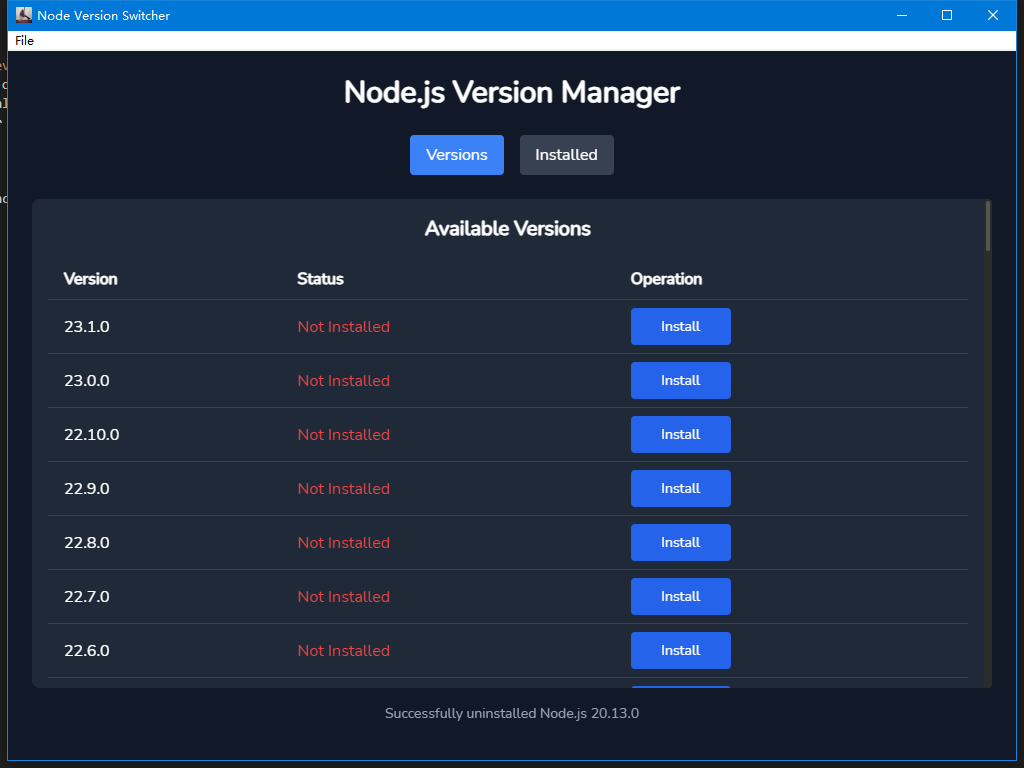 Node Version Switcher
File
Node.js Version Manager
Versions Installed
Available Versions
Version Status Operation
23.1.0 Not Installed Install
23.0.0 Not Installed Install
22.10.0 Not Installed Install
22.9.0 Not Installed Install
22.8.0 Not Installed Install
22.7.0 Not Installed Install
22.6.0 Not Installed Install
Successfully uninstalled Node.js 20.13.0